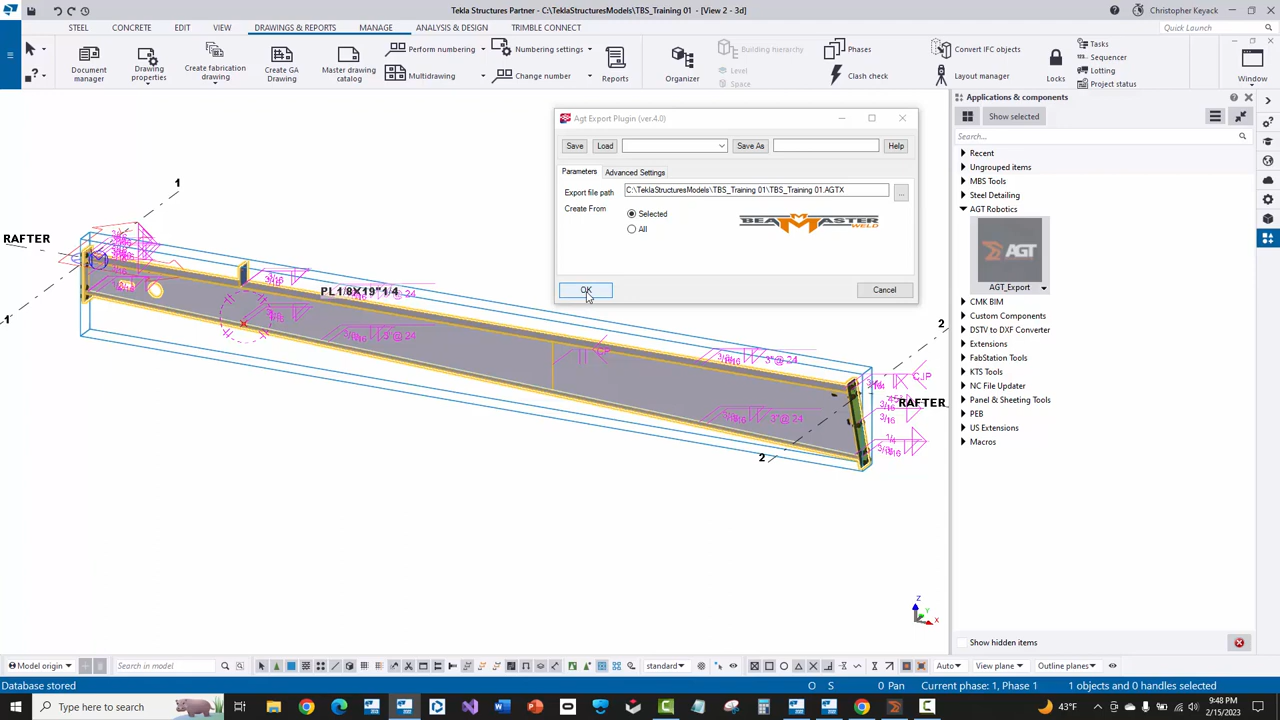 Tekla Structures Partner - C:\TeklaStructuresModels\TBS_Training 01 - [View 2 - 3d]
Christopher Keyack
STEEL CONCRETE EDIT VIEW DRAWINGS & REPORTS MANAGE ANALYSIS & DESIGN TRIMBLE CONNECT
Quick Launch
Document manager
Drawing properties
Create fabrication drawing
Create GA Drawing
Master drawing catalog
Perform numbering
Multidrawing
Numbering settings
Change number
Reports
Organizer
Building hierarchy
Level
Space
Phases
Clash check
Convert IFC objects
Layout manager
Locks
Tasks
Sequencer
Lotting
Project status
Window
Agt Export Plugin (ver.4.0)
Save Load Save As Help
Parameters Advanced Settings
Export file path C:\TeklaStructuresModels\TBS_Training 01\TBS_Training 01.AGTX ...
Create From Selected
All
BEAMMASTER
WELD
OK Cancel
Applications & components
Show selected
Search...
Recent
Ungrouped items
MBS Tools
Steel Detailing
AGT Robotics
AGT
AGT_Export
CMK BIM
Custom Components
DSTV to DXF Converter
Extensions
FabStation Tools
KTS Tools
NC File Updater
Panel & Sheeting Tools
PEB
US Extensions
Macros
Show hidden items
1
RAFTER
PL1/8X19"1/4
3"@ 24
3"@ 24
3"@ 24
CJP
RAFTER
1
2
2
Z
Y
X
Model origin
Search in model
standard
Auto
View plane
Outline planes
Database stored
O S 0 Pan Current phase: 1, Phase 1 1 objects and 0 handles selected
Type here to search
9:48 PM
2/15/2023